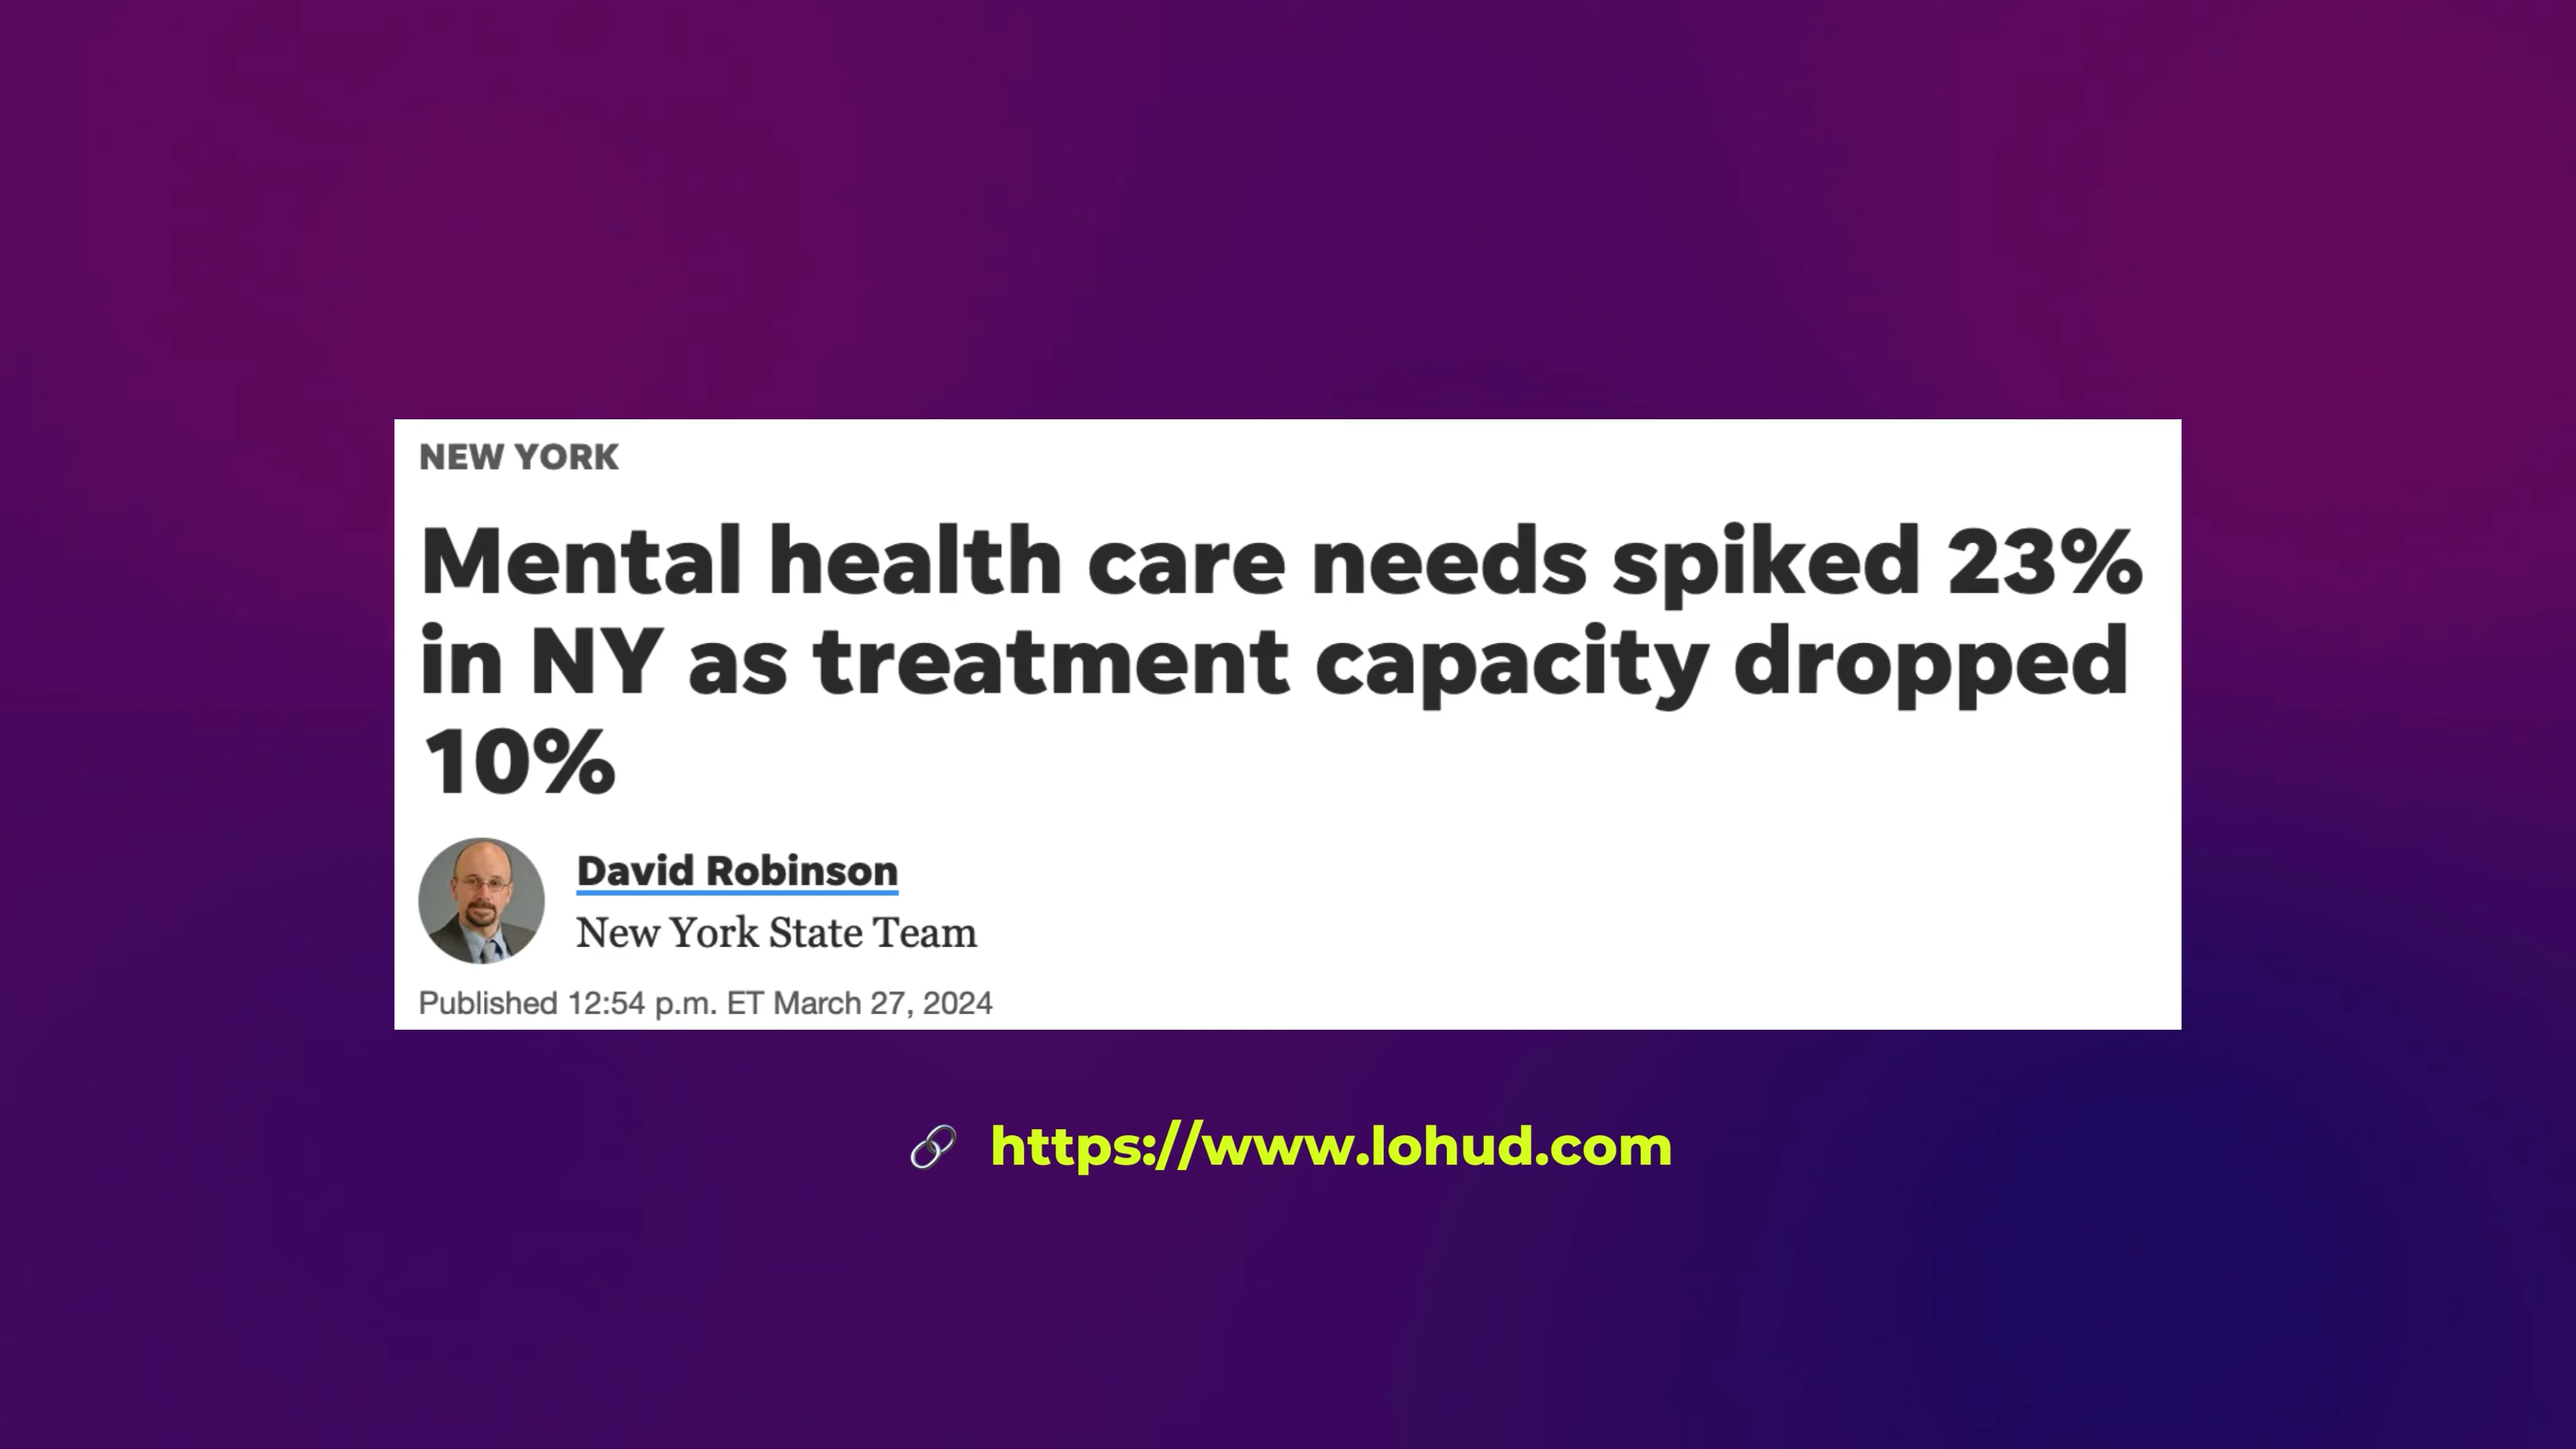 NEW YORK
Mental health care needs spiked 23%
in NY as treatment capacity dropped
10%
David Robinson
New York State Team
Published 12:54 p.m. ET March 27, 2024
https://www.lohud.com